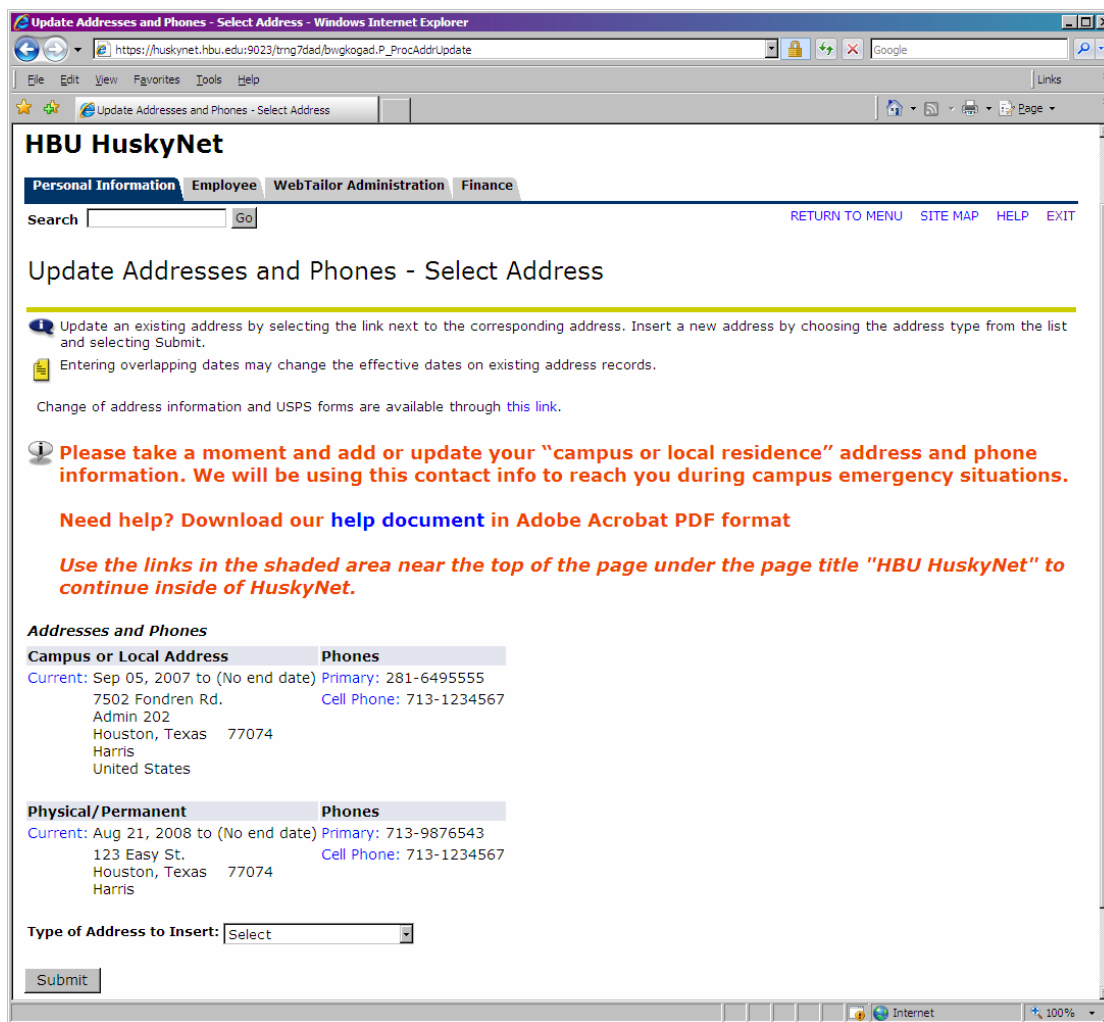 Update Addresses and Phones - Select Address - Windows Internet Explorer
https://huskynet.hbu.edu:9023/trng7dad/bwgkogad.P_ProcAddrUpdate
Google
File Edit View Favorites Tools Help
Links
Update Addresses and Phones - Select Address
Page
HBU HuskyNet
Personal Information Employee WebTailor Administration Finance
Search Go
RETURN TO MENU SITE MAP HELP EXIT
Update Addresses and Phones - Select Address
Update an existing address by selecting the link next to the corresponding address. Insert a new address by choosing the address type from the list
and selecting Submit.
Entering overlapping dates may change the effective dates on existing address records.
Change of address information and USPS forms are available through this link.
Please take a moment and add or update your “campus or local residence” address and phone
information. We will be using this contact info to reach you during campus emergency situations.
Need help? Download our help document in Adobe Acrobat PDF format
Use the links in the shaded area near the top of the page under the page title "HBU HuskyNet" to
continue inside of HuskyNet.
Addresses and Phones
Campus or Local Address Phones
Current: Sep 05, 2007 to (No end date) Primary: 281-6495555
7502 Fondren Rd. Cell Phone: 713-1234567
Admin 202
Houston, Texas 77074
Harris
United States
Physical/Permanent Phones
Current: Aug 21, 2008 to (No end date) Primary: 713-9876543
123 Easy St. Cell Phone: 713-1234567
Houston, Texas 77074
Harris
Type of Address to Insert: Select
Submit
Internet 100%